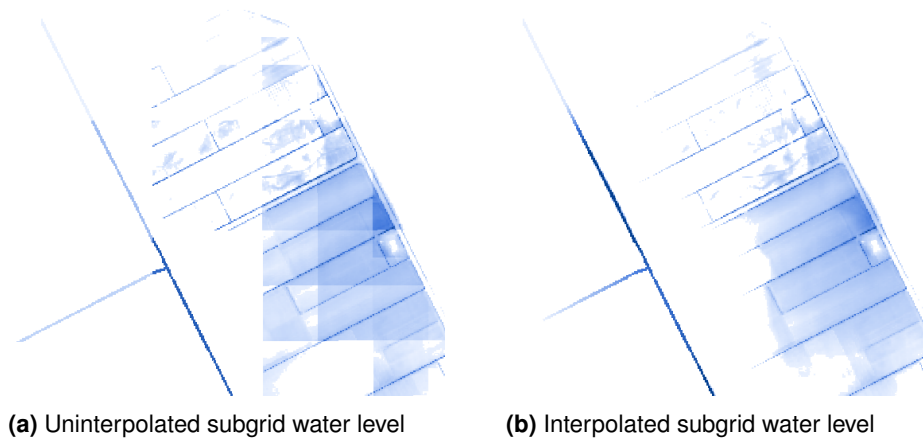 (a) Uninterpolated subgrid water level
(b) Interpolated subgrid water level